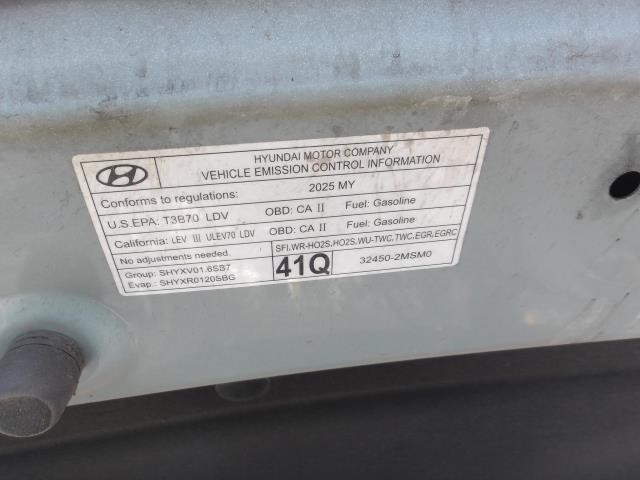 HYUNDAI MOTOR COMPANY
VEHICLE EMISSION CONTROL INFORMATION
Conforms to regulations: 2025 MY
U.S.EPA: T3B70 LDV OBD: CA II Fuel: Gasoline
California: LEV III ULEV70 LDV OBD: CA II Fuel: Gasoline
No adjustments needed. SFI,WR-HO2S,HO2S,WU-TWC,TWC,EGR,EGRC
Group: SHYXV01.6SB7 41Q 32450-2MSM0
Evap.: SHYXR0120SBG